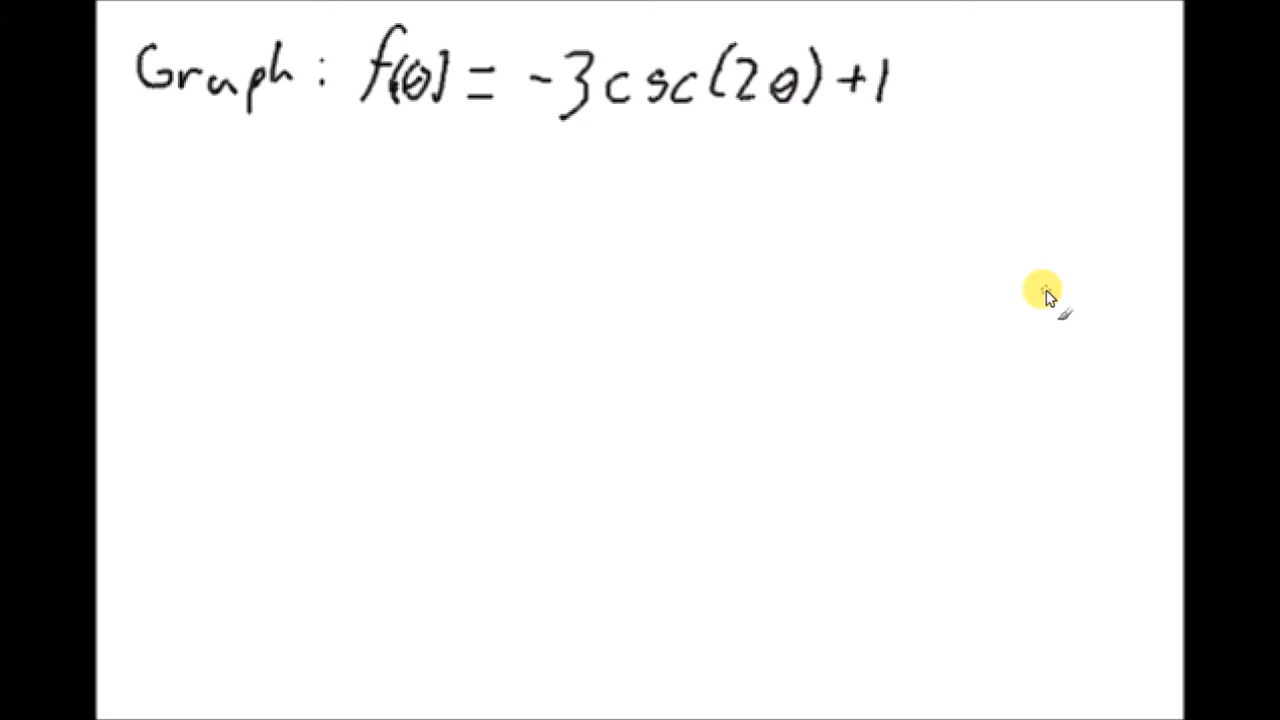 Graph: f(θ) = -3csc(2θ)+1